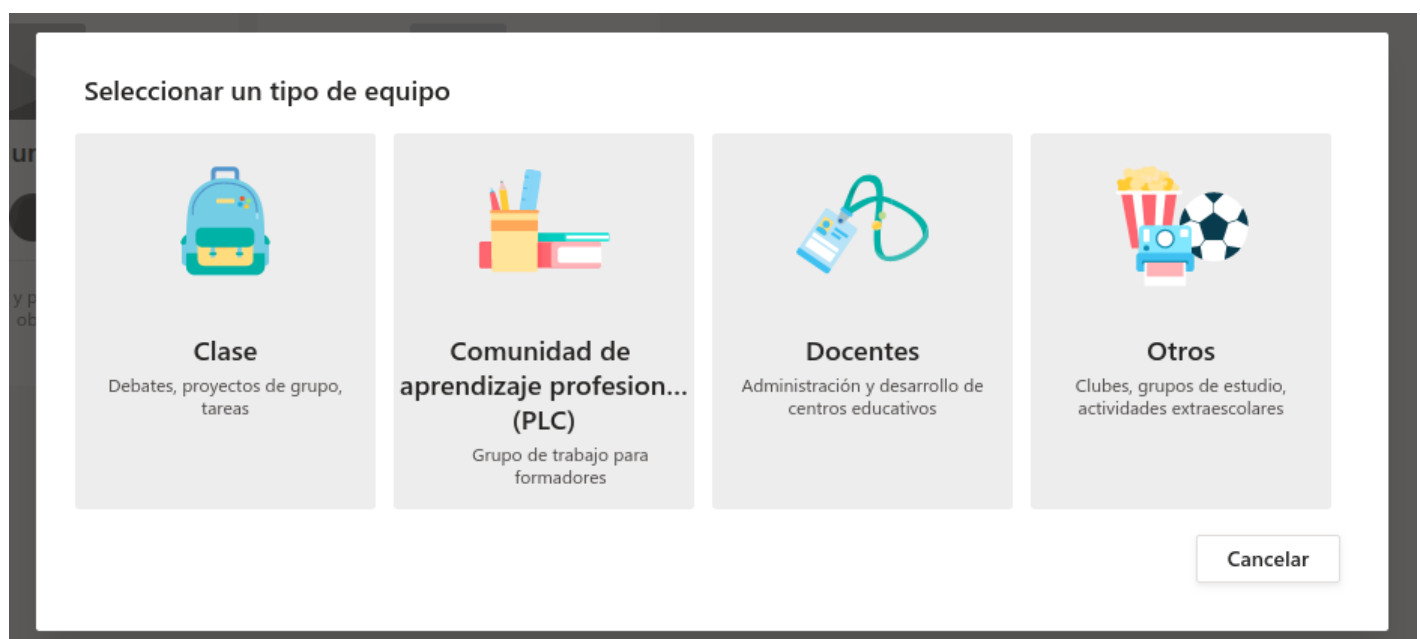 Seleccionar un tipo de equipo
Clase
Debates, proyectos de grupo,
tareas
Comunidad de
aprendizaje profesion...
(PLC)
Grupo de trabajo para
formadores
Docentes
Administración y desarrollo de
centros educativos
Otros
Clubes, grupos de estudio,
actividades extraescolares
Cancelar